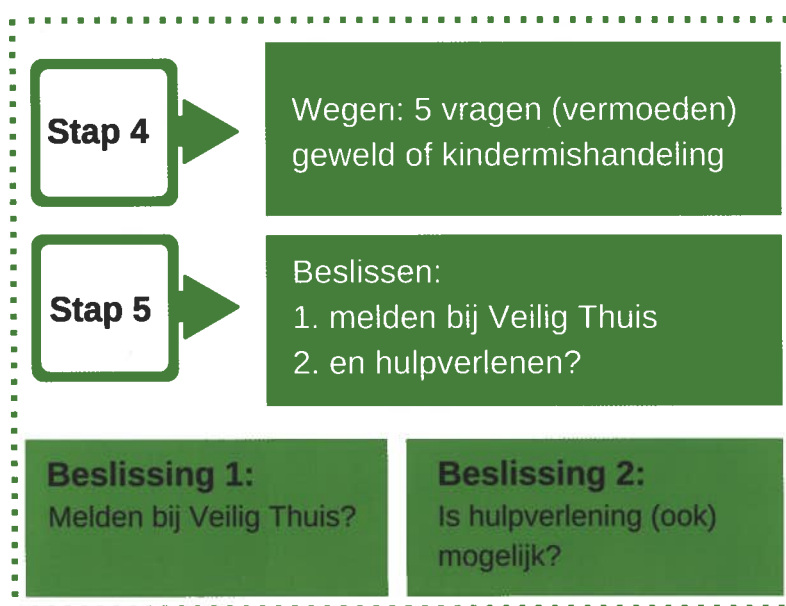 Stap 4
Wegen: 5 vragen (vermoeden)
geweld of kindermishandeling
Stap 5
Beslissen:
1. melden bij Veilig Thuis
2. en hulpverlenen?
Beslissing 1:
Melden bij Veilig Thuis?
Beslissing 2:
Is hulpverlening (ook)
mogelijk?